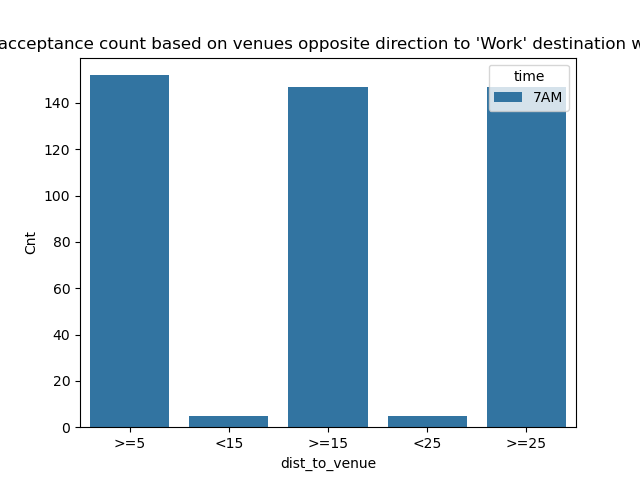 acceptance count based on venues opposite direction to 'Work' destination
time
7AM
140
120
100
80
60
40
20
0
Cnt
>=5 <15 >=15 <25 >=25
dist_to_venue